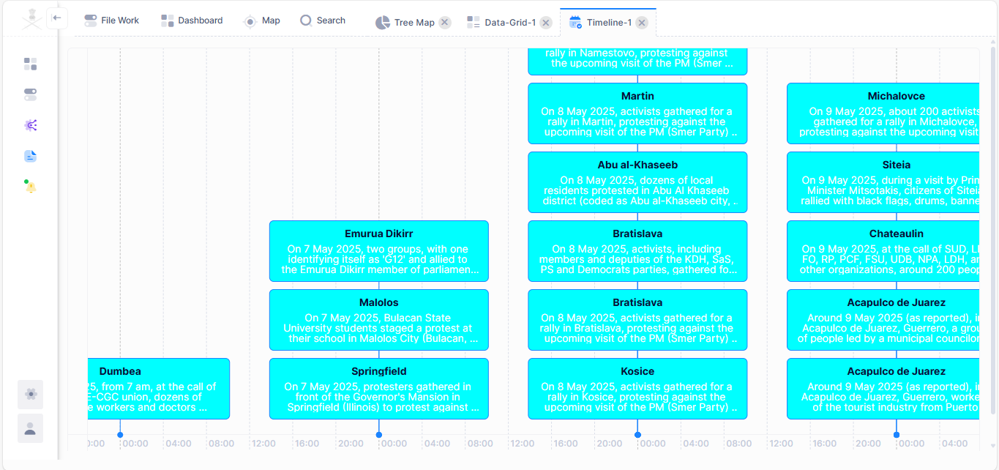 File Work
Dashboard
Map
Search
Tree Map
Data-Grid-1
Timeline-1
rally in Namestovo, protesting against
the upcoming visit of the PM (Smer ...
Martin
On 8 May 2025, activists gathered for a
rally in Martin, protesting against the
upcoming visit of the PM (Smer Party) ..
Michalovce
On 9 May 2025, about 200 activists
gathered for a rally in Michalovce,
protesting against the upcoming visit
Abu al-Khaseeb
On 8 May 2025, dozens of local
residents protested in Abu Al Khaseeb
district (coded as Abu al-Khaseeb city, ..
Siteia
On 9 May 2025, during a visit by Prim
Minister Mitsotakis, citizens of Siteia
rallied with black flags, drums, banne
Emurua Dikirr
On 7 May 2025, two groups, with one
identifying itself as 'G12' and allied to
the Emurua Dikirr member of parliamen...
Bratislava
On 8 May 2025, activists, including
members and deputies of the KDH, SaS,
PS and Democrats parties, gathered fo...
Chateaulin
On 9 May 2025, at the call of SUD, LI
FO, RP, PCF, FSU, UDB, NPA, LDH, an
other organizations, around 200 peop
Malolos
On 7 May 2025, Bulacan State
University students staged a protest at
their school in Malolos City (Bulacan, ...
Bratislava
On 8 May 2025, activists gathered for a
rally in Bratislava, protesting against the
upcoming visit of the PM (Smer Party) ..
Acapulco de Juarez
Around 9 May 2025 (as reported), in
Acapulco de Juarez, Guerrero, a grou
of people led by a municipal councilor
Dumbea
25, from 7 am, at the call of
E-CGC union, dozens of
e workers and doctors ...
Springfield
On 7 May 2025, protesters gathered in
front of the Governor's Mansion in
Springfield (Illinois) to protest against ...
Kosice
On 8 May 2025, activists gathered for a
rally in Kosice, protesting against the
upcoming visit of the PM (Smer Party) ..
Acapulco de Juarez
Around 9 May 2025 (as reported), in
Acapulco de Juarez, Guerrero, worke
of the tourist industry from Puerto
0:00 00:00 04:00 08:00 12:00 16:00 20:00 00:00 04:00 08:00 12:00 16:00 20:00 00:00 04:00 08:00 12:00 16:00 20:00 00:00 04:00